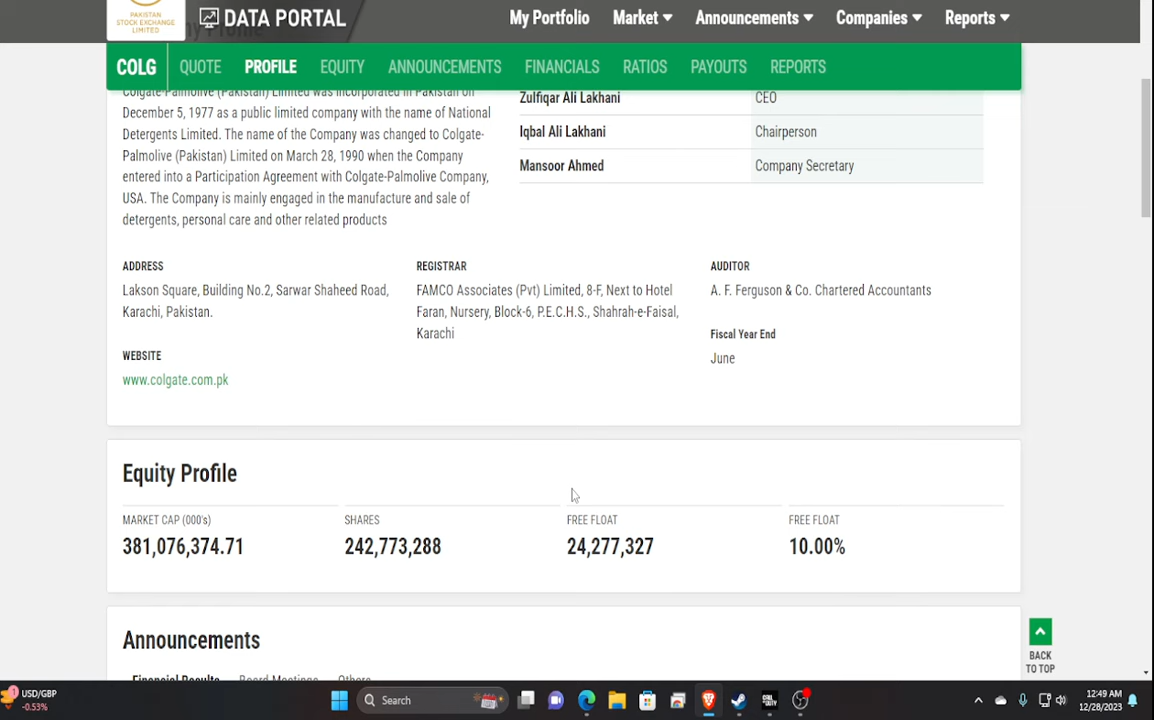 PAKISTAN
STOCK EXCHANGE
LIMITED
DATA PORTAL
My Portfolio
Market
Announcements
Companies
Reports
COLG
QUOTE
PROFILE
EQUITY
ANNOUNCEMENTS
FINANCIALS
RATIOS
PAYOUTS
REPORTS
Colgate-Palmolive (Pakistan) Limited was incorporated in Pakistan on
December 5, 1977 as a public limited company with the name of National
Detergents Limited. The name of the Company was changed to Colgate-
Palmolive (Pakistan) Limited on March 28, 1990 when the Company
entered into a Participation Agreement with Colgate-Palmolive Company,
USA. The Company is mainly engaged in the manufacture and sale of
detergents, personal care and other related products
Zulfiqar Ali Lakhani CEO
Iqbal Ali Lakhani Chairperson
Mansoor Ahmed Company Secretary
ADDRESS
Lakson Square, Building No.2, Sarwar Shaheed Road,
Karachi, Pakistan.
WEBSITE
www.colgate.com.pk
REGISTRAR
FAMCO Associates (Pvt) Limited, 8-F, Next to Hotel
Faran, Nursery, Block-6, P.E.C.H.S., Shahrah-e-Faisal,
Karachi
AUDITOR
A. F. Ferguson & Co. Chartered Accountants
Fiscal Year End
June
Equity Profile
MARKET CAP (000's)
381,076,374.71
SHARES
242,773,288
FREE FLOAT
24,277,327
FREE FLOAT
10.00%
Announcements
Financial Results Board Meetings Others
BACK
TO TOP
1
USD/GBP
-0.53%
Search
12:49 AM
12/28/2023